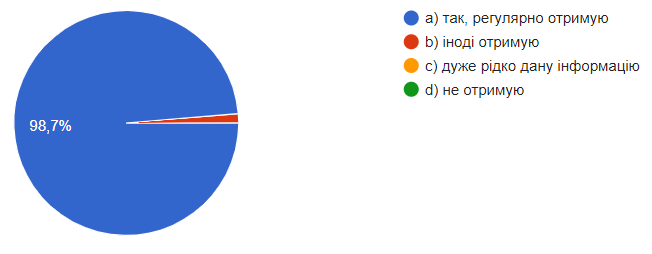 98,7%
a) так, регулярно отримую
b) іноді отримую
c) дуже рідко дану інформацію
d) не отримую